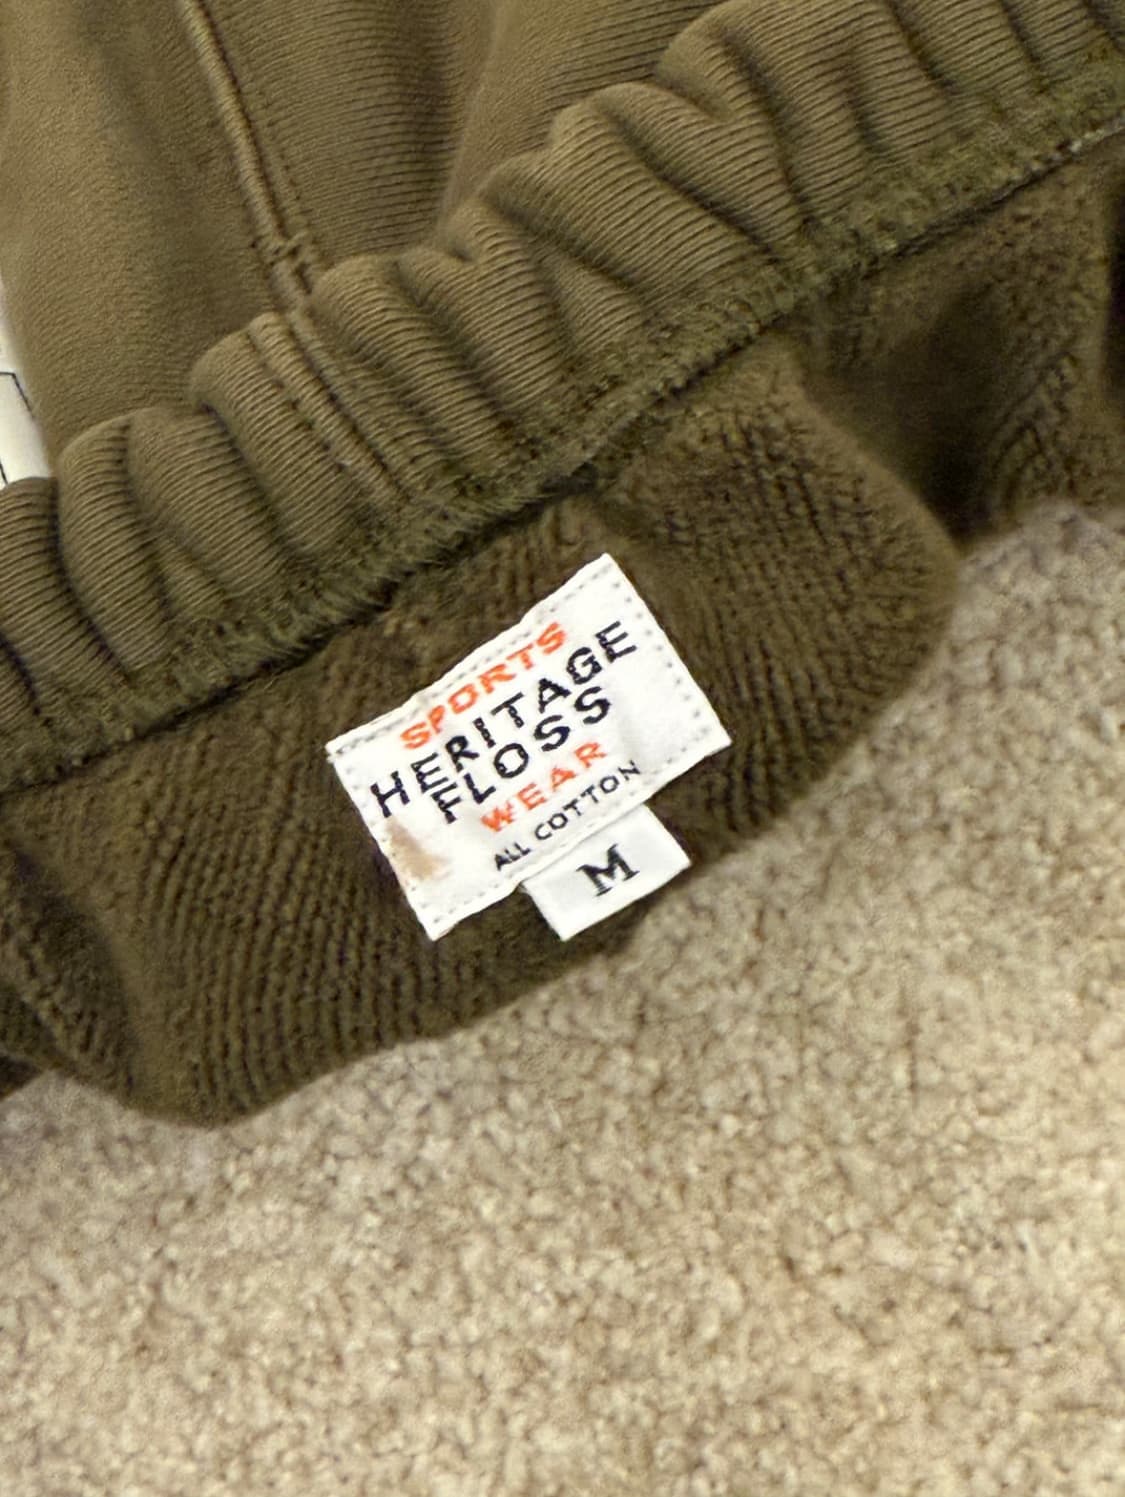 SPORTS
HERITAGE
FLOSS
WEAR
ALL COTTON
M